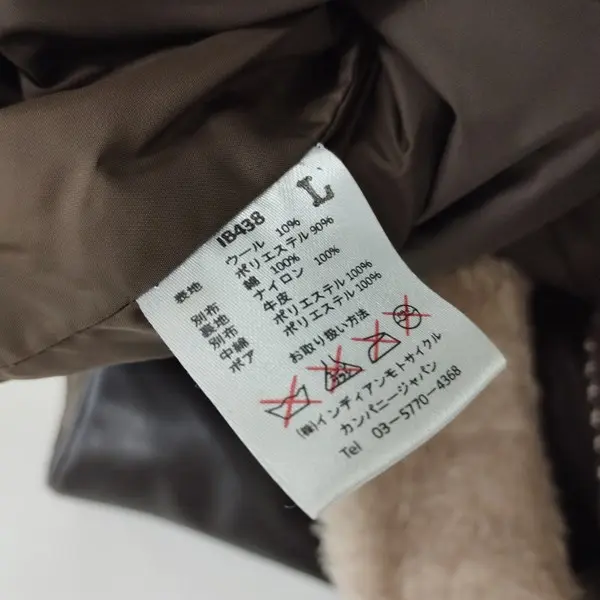 L
IB438
表地 ウール 10%
ポリエステル 90%
別布 綿 100%
裏地 ナイロン 100%
別布 牛皮
中綿 ポリエステル 100%
ボア ポリエステル 100%
お取り扱い方法
(株)インディアンモトサイクル
カンパニージャパン
Tel 03-5770-4368